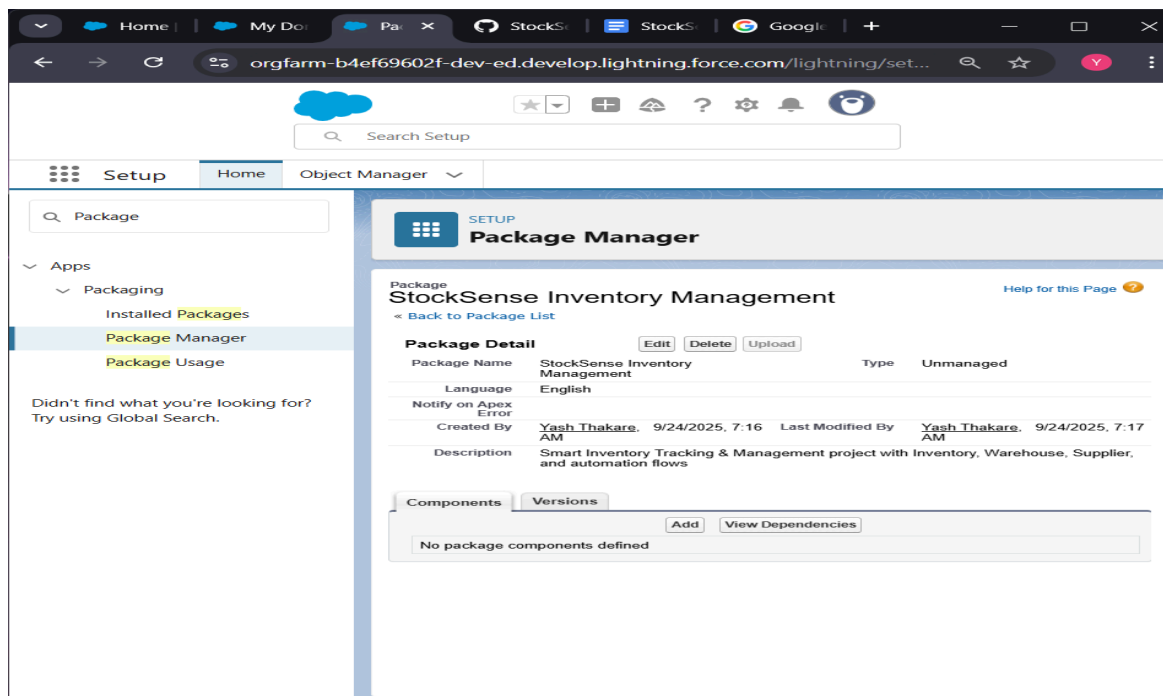 Home
My Do
Pa
StockS
StockS
Google
orgfarm-b4ef69602f-dev-ed.develop.lightning.force.com/lightning/set...
Y
Search Setup
Setup
Home
Object Manager
Package
Apps
Packaging
Installed Packages
Package Manager
Package Usage
Didn't find what you're looking for?
Try using Global Search.
SETUP
Package Manager
Package
StockSense Inventory Management
Help for this Page
« Back to Package List
Package Detail Edit Delete Upload
Package Name StockSense Inventory Management Type Unmanaged
Language English
Notify on Apex Error
Created By Yash Thakare, 9/24/2025, 7:16 AM Last Modified By Yash Thakare, 9/24/2025, 7:17 AM
Description Smart Inventory Tracking & Management project with Inventory, Warehouse, Supplier,
and automation flows
Components Versions
Add View Dependencies
No package components defined